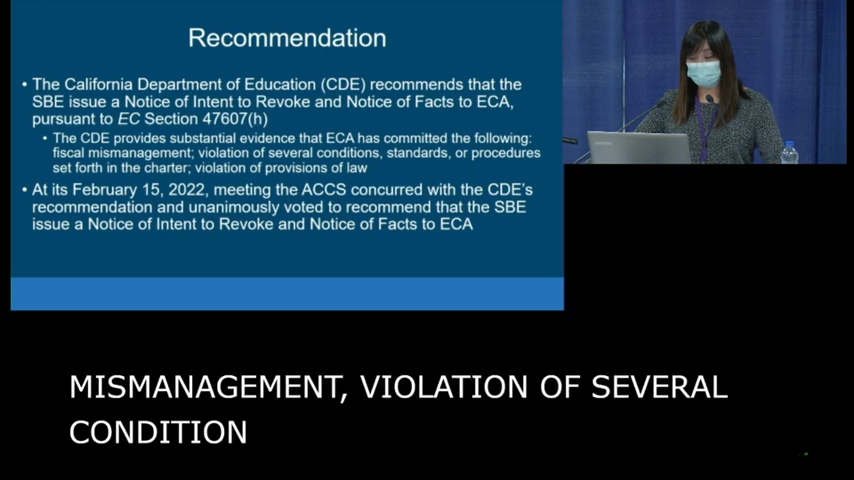 Recommendation
• The California Department of Education (CDE) recommends that the
SBE issue a Notice of Intent to Revoke and Notice of Facts to ECA,
pursuant to EC Section 47607(h)
• The CDE provides substantial evidence that ECA has committed the following:
fiscal mismanagement; violation of several conditions, standards, or procedures
set forth in the charter; violation of provisions of law
• At its February 15, 2022, meeting the ACCS concurred with the CDE's
recommendation and unanimously voted to recommend that the SBE
issue a Notice of Intent to Revoke and Notice of Facts to ECA
MISMANAGEMENT, VIOLATION OF SEVERAL
CONDITION